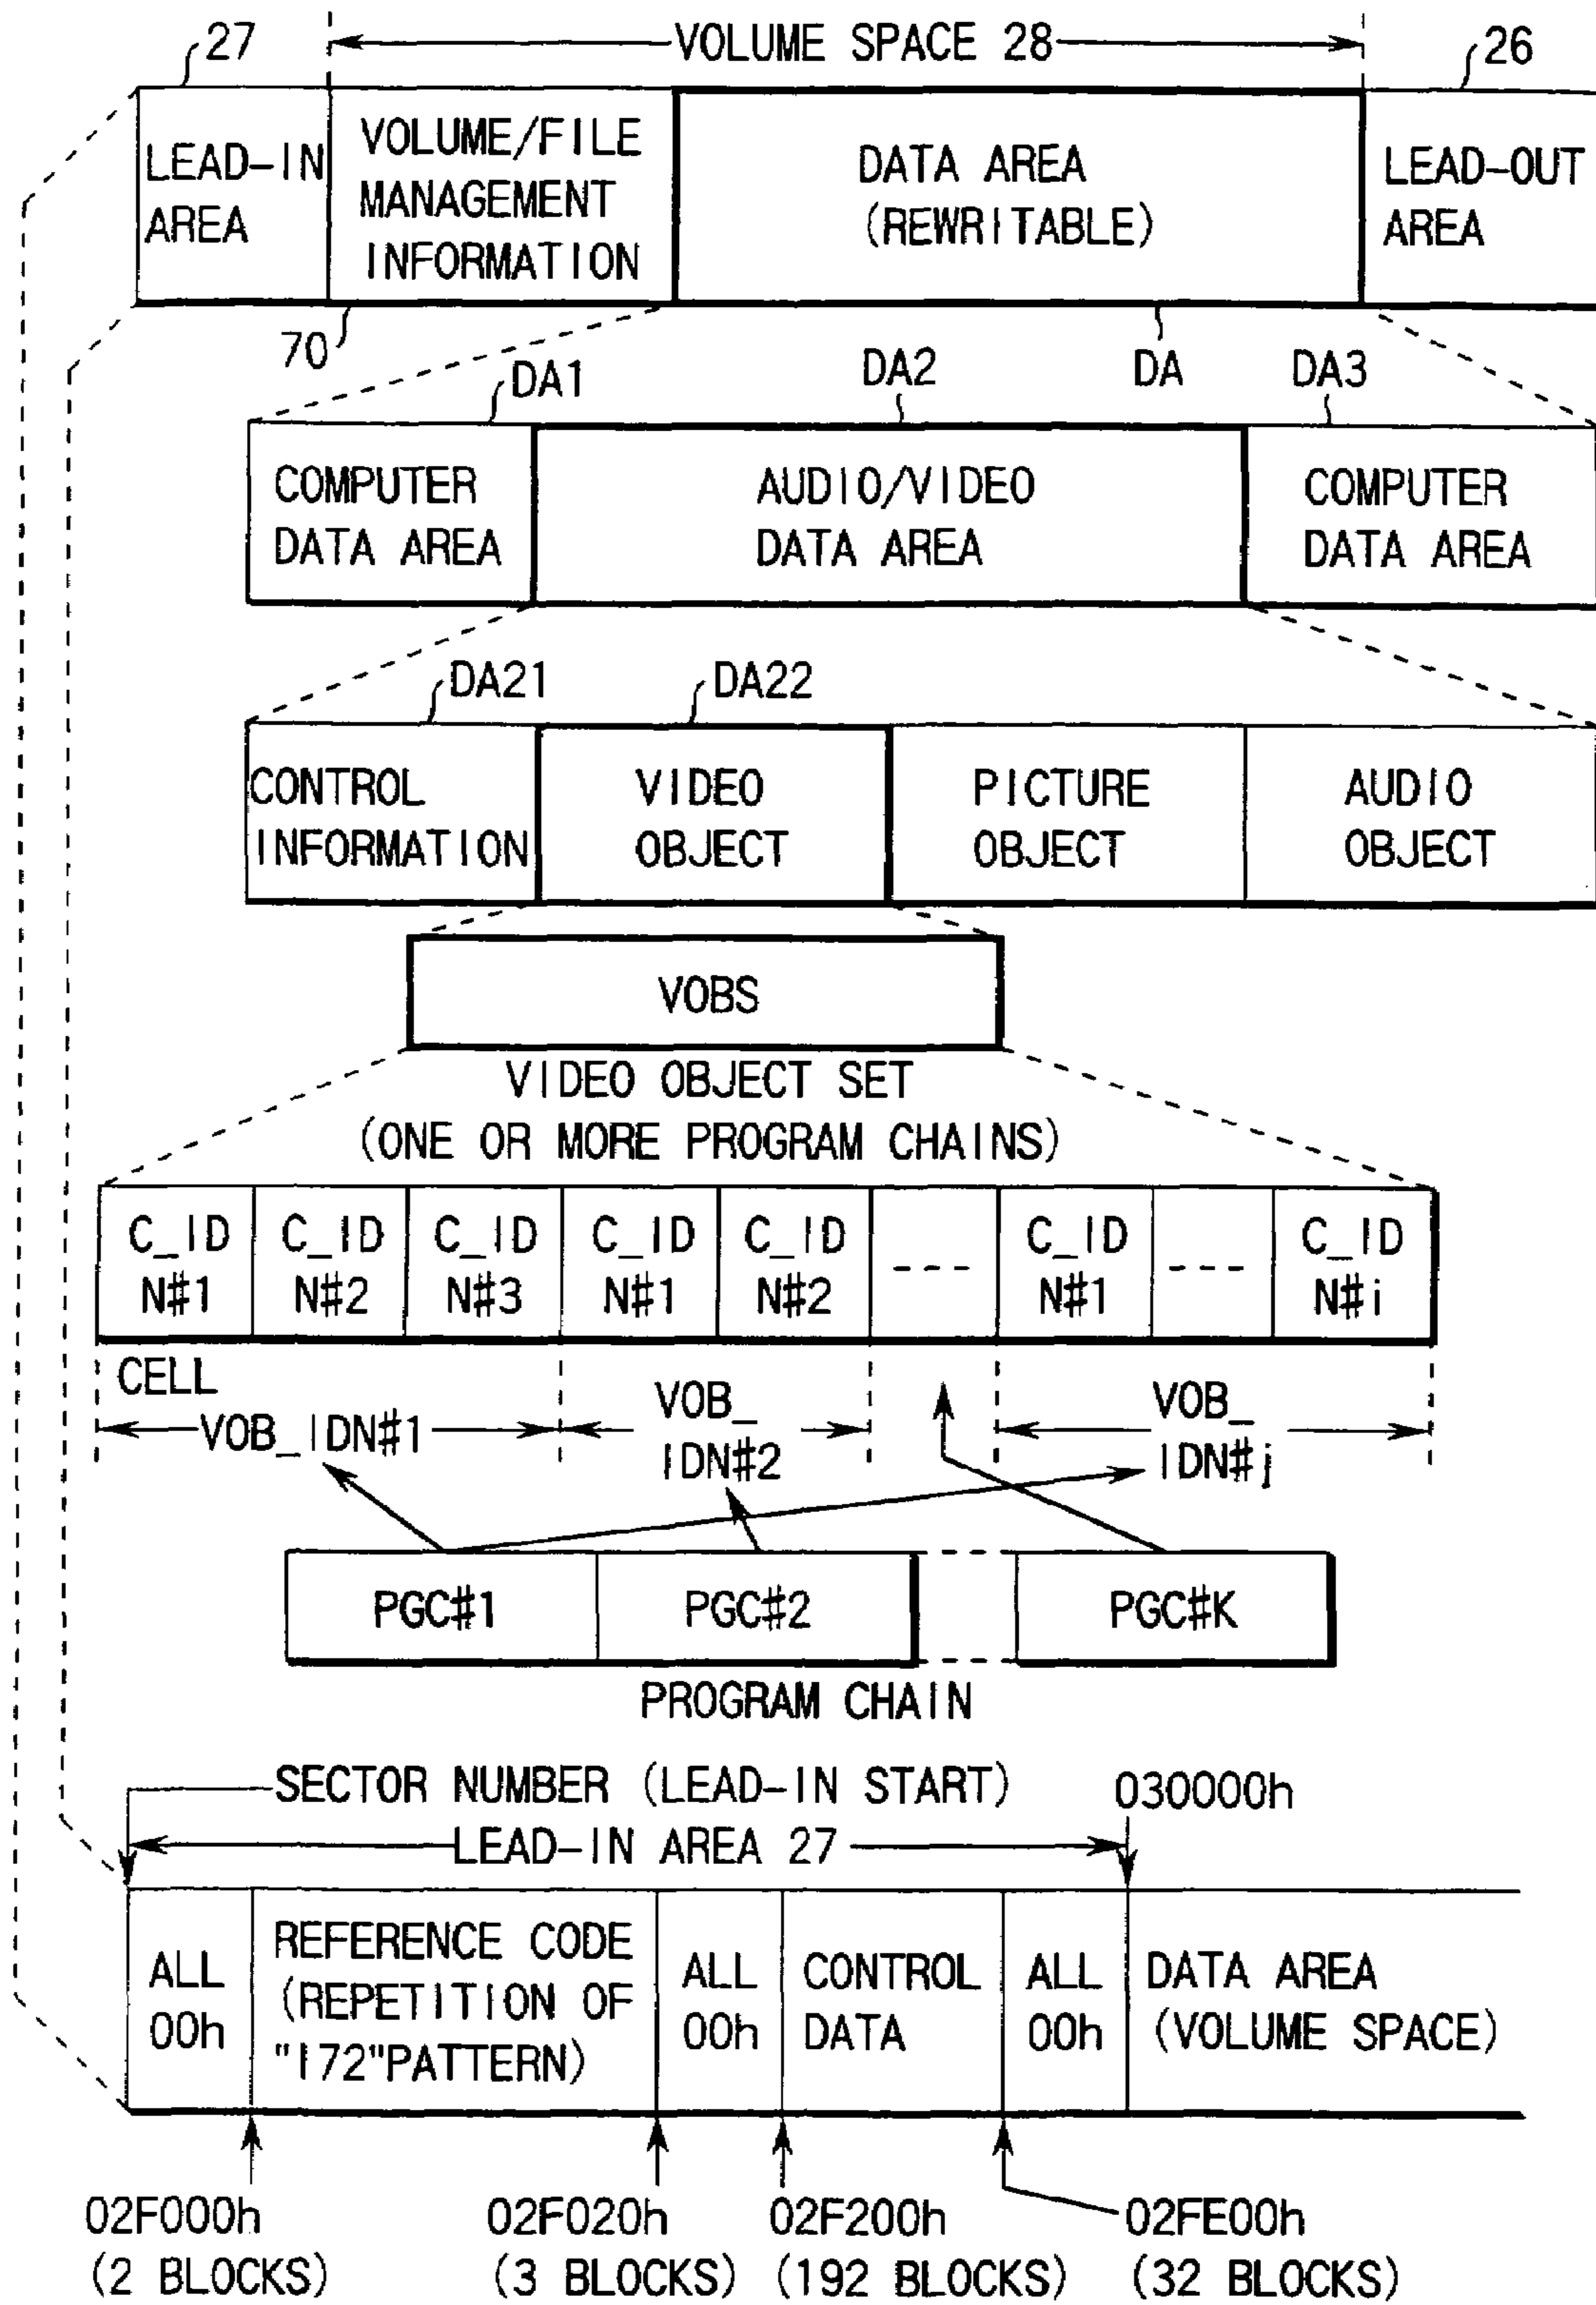 27
VOLUME SPACE 28
26
LEAD-IN
AREA
VOLUME/FILE
MANAGEMENT
INFORMATION
DATA AREA
(REWRITABLE)
LEAD-OUT
AREA
70
DA1
DA2
DA
DA3
COMPUTER
DATA AREA
AUDIO/VIDEO
DATA AREA
COMPUTER
DATA AREA
DA21
DA22
CONTROL
INFORMATION
VIDEO
OBJECT
PICTURE
OBJECT
AUDIO
OBJECT
VOBS
VIDEO OBJECT SET
(ONE OR MORE PROGRAM CHAINS)
C_ID
N#1
C_ID
N#2
C_ID
N#3
C_ID
N#1
C_ID
N#2
----
C_ID
N#1
----
C_ID
N#i
CELL
VOB_IDN#1
VOB_
IDN#2
VOB_
IDN#j
PGC#1
PGC#2
PGC#K
PROGRAM CHAIN
SECTOR NUMBER (LEAD-IN START)
030000h
LEAD-IN AREA 27
ALL
00h
REFERENCE CODE
(REPETITION OF
"172"PATTERN)
ALL
00h
CONTROL
DATA
ALL
00h
DATA AREA
(VOLUME SPACE)
02F000h
(2 BLOCKS)
02F020h
(3 BLOCKS)
02F200h
(192 BLOCKS)
02FE00h
(32 BLOCKS)